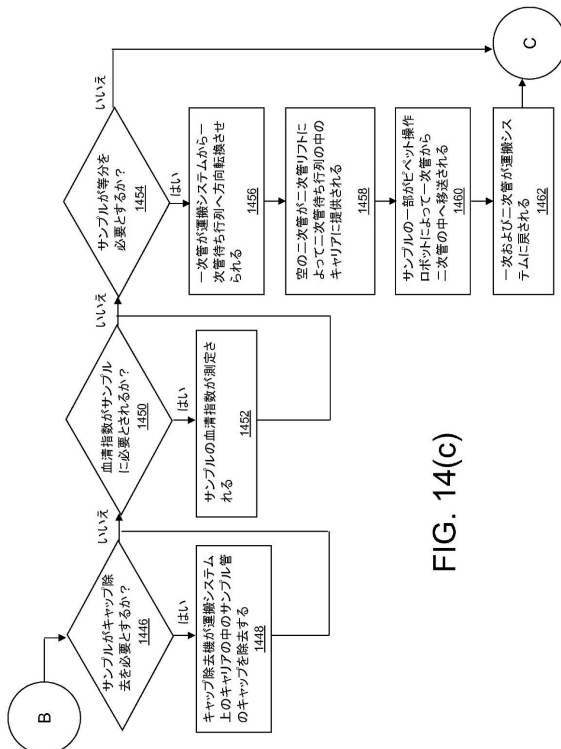 B
サンプルがキャップ除
去を必要とするか？
1446
いいえ
はい
キャップ除去機が運搬システム
上のキャリアの中のサンプル管
のキャップを除去する
1448
血清指数がサンプル
に必要とされるか？
1450
いいえ
はい
サンプルの血清指数が測定さ
れる
1452
サンプルが等分を
必要とするか？
1454
いいえ
はい
一次管が運搬システムから一
次管待ち行列へ方向転換させ
られる
1456
空の二次管が二次管リフトに
よって二次管待ち行列の中の
キャリアに提供される
1458
サンプルの一部がピペット操作
ロボットによって一次管から
二次管の中へ移送される
1460
一次および二次管が運搬シス
テムに戻される
1462
C
FIG. 14(c)